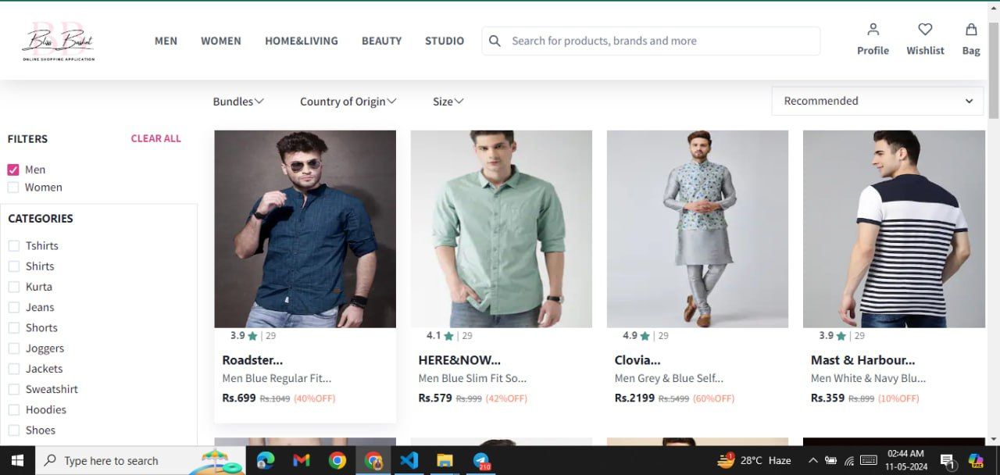 Bliss Basket
ONLINE SHOPPING APPLICATION
MEN WOMEN HOME&LIVING BEAUTY STUDIO
Search for products, brands and more
Profile Wishlist Bag
Bundles Country of Origin Size
Recommended
FILTERS CLEAR ALL
Men
Women
CATEGORIES
Tshirts
Shirts
Kurta
Jeans
Shorts
Joggers
Jackets
Sweatshirt
Hoodies
Shoes
3.9 | 29
Roadster...
Men Blue Regular Fit...
Rs.699 Rs.1049 (40%OFF)
4.1 | 29
HERE&NOW...
Men Blue Slim Fit So...
Rs.579 Rs.999 (42%OFF)
4.9 | 29
Clovia...
Men Grey & Blue Self...
Rs.2199 Rs.5499 (60%OFF)
3.9 | 29
Mast & Harbour...
Men White & Navy Blu...
Rs.359 Rs.899 (10%OFF)
Type here to search
210
1
28°C Haze
02:44 AM
11-05-2024
1
PRE